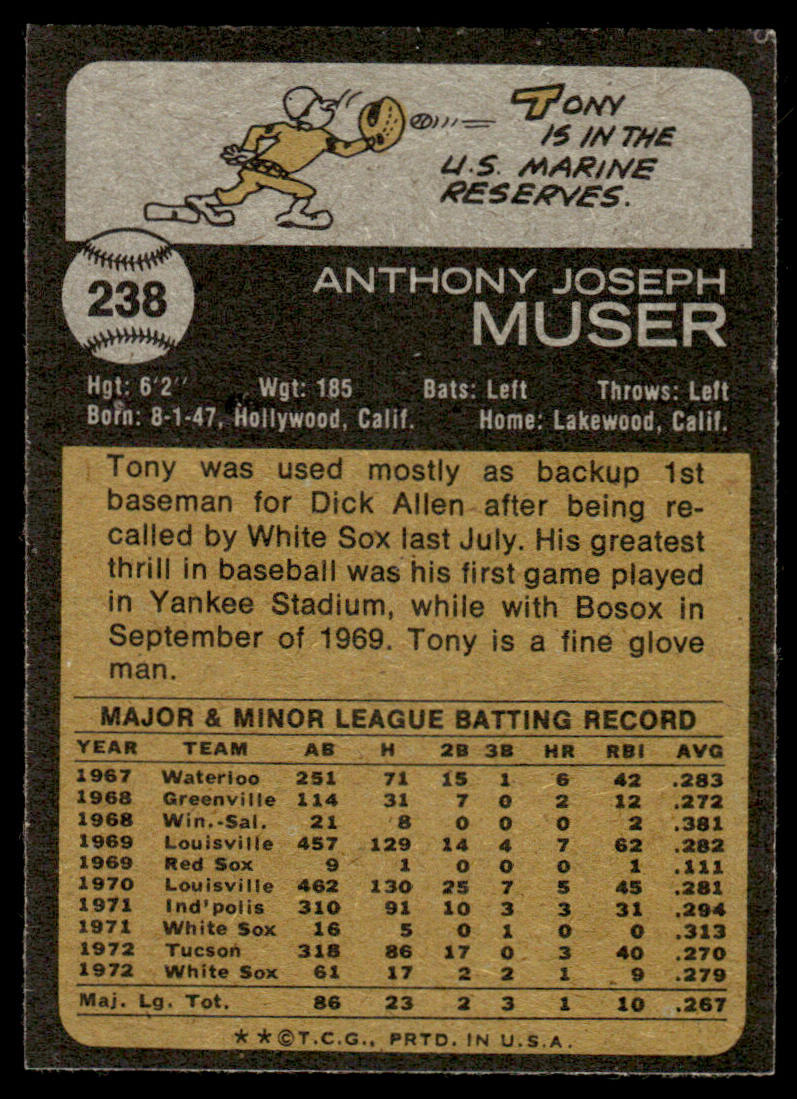 TONY
IS IN THE
U.S. MARINE
RESERVES.
238
ANTHONY JOSEPH
MUSER
Hgt: 6'2" Wgt: 185 Bats: Left Throws: Left
Born: 8-1-47, Hollywood, Calif. Home: Lakewood, Calif.
Tony was used mostly as backup 1st
baseman for Dick Allen after being re-
called by White Sox last July. His greatest
thrill in baseball was his first game played
in Yankee Stadium, while with Bosox in
September of 1969. Tony is a fine glove
man.
MAJOR & MINOR LEAGUE BATTING RECORD
YEAR TEAM AB H 2B 3B HR RBI AVG
1967 Waterloo 251 71 15 1 6 42 .283
1968 Greenville 114 31 7 0 2 12 .272
1968 Win.-Sal. 21 8 0 0 0 2 .381
1969 Louisville 457 129 14 4 7 62 .282
1969 Red Sox 9 1 0 0 0 1 .111
1970 Louisville 462 130 25 7 5 45 .281
1971 Ind'polis 310 91 10 3 3 31 .294
1971 White Sox 16 5 0 1 0 0 .313
1972 Tucson 318 86 17 0 3 40 .270
1972 White Sox 61 17 2 2 1 9 .279
Maj. Lg. Tot. 86 23 2 3 1 10 .267
* * ©T.C.G., PRTD. IN U.S.A.